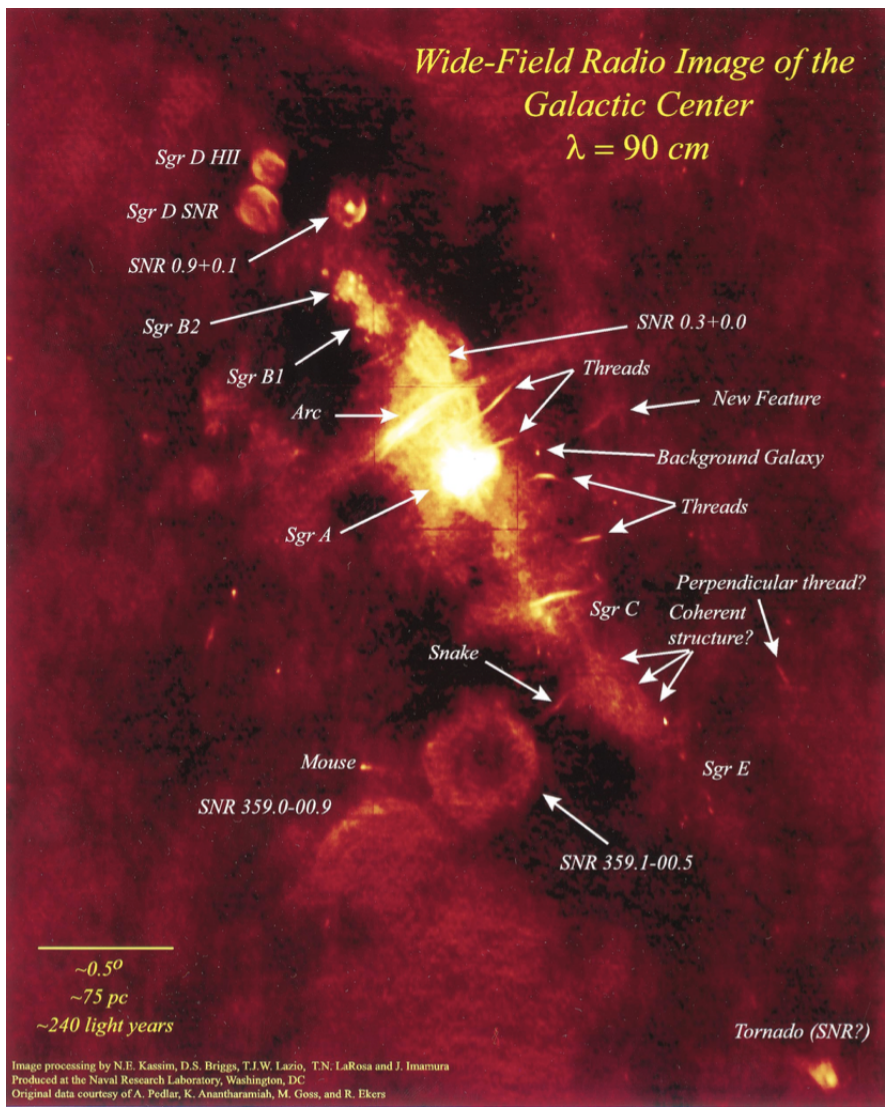 Wide-Field Radio Image of the
Galactic Center
λ = 90 cm
Sgr D HII
Sgr D SNR
SNR 0.9+0.1
Sgr B2
Sgr B1
SNR 0.3+0.0
Threads
New Feature
Arc
Background Galaxy
Threads
Sgr A
Perpendicular thread?
Sgr C
Coherent
structure?
Snake
Mouse
Sgr E
SNR 359.0-00.9
SNR 359.1-00.5
~0.5°
~75 pc
~240 light years
Tornado (SNR?)
Image processing by N.E. Kassim, D.S. Briggs, T.J.W. Lazio, T.N. LaRosa and J. Imamura
Produced at the Naval Research Laboratory, Washington, DC
Original data courtesy of A. Pedlar, K. Anantharamiah, M. Goss, and R. Ekers